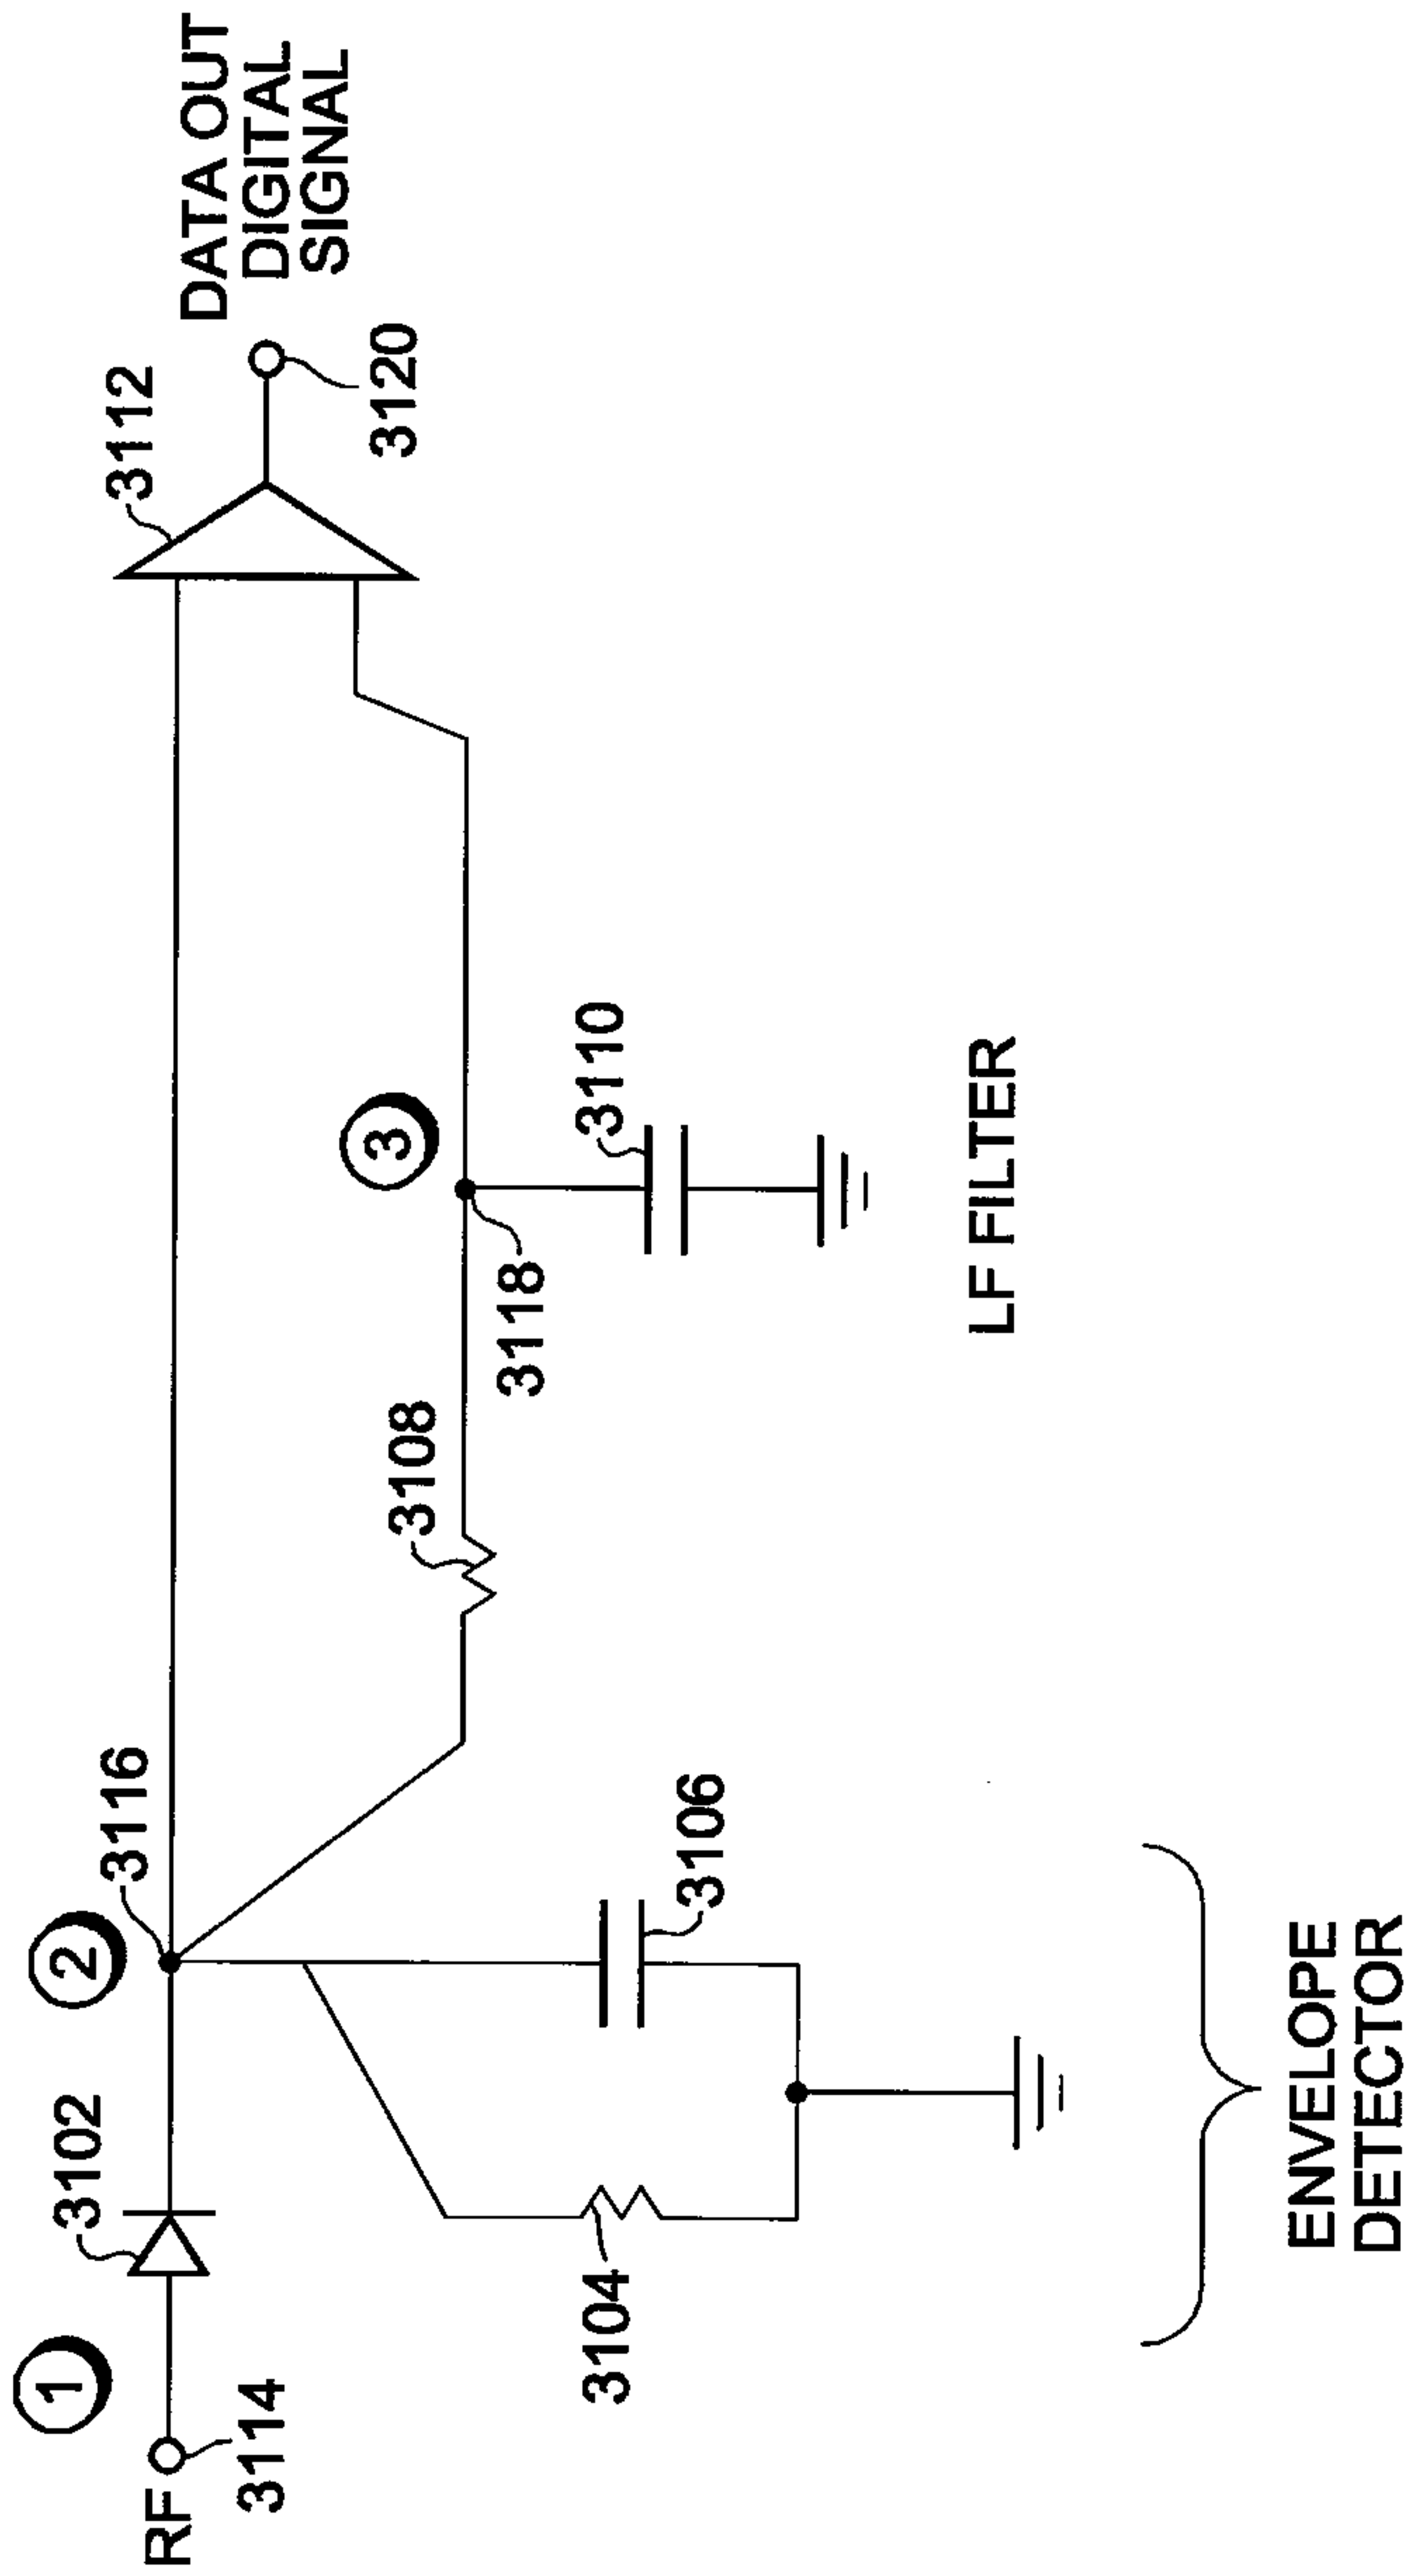 1
RF
3114
3102
2
3116
3104
3106
3108
3
3118
3110
3112
3120
DATA OUT
DIGITAL
SIGNAL
ENVELOPE
DETECTOR
LF FILTER